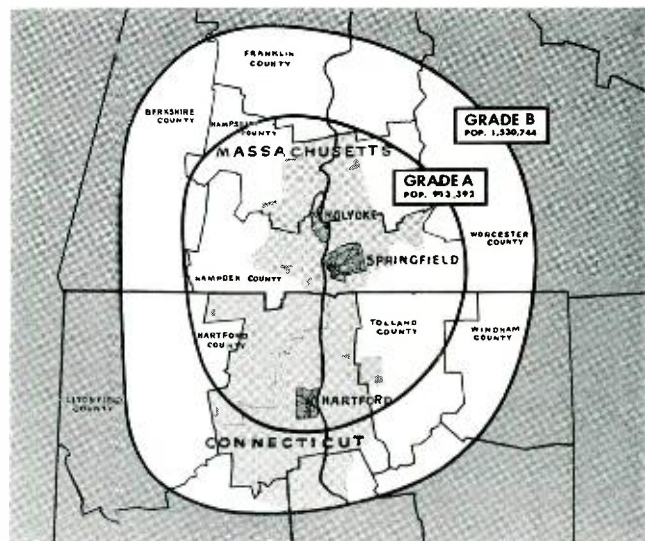 FRANKLIN
COUNTY
BERKSHIRE
COUNTY
COUNTY
MASSACHUSETTS
GRADE B
POP. 1,530,744
GRADE A
HOLYOKE
SPRINGFIELD
WORCESTER
COUNTY
HAMPDEN COUNTY
HARTFORD
COUNTY
TOLLAND
COUNTY
WINDHAM
COUNTY
LITCHFIELD
COUNTY
HARTFORD
CONNECTICUT